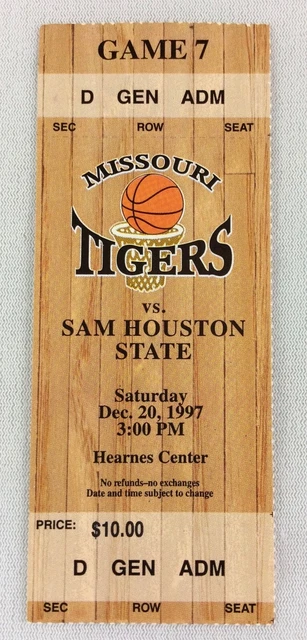 GAME 7
D GEN ADM
SEC ROW SEAT
MISSOURI
TIGERS
vs.
SAM HOUSTON
STATE
Saturday
Dec. 20, 1997
3:00 PM
Hearnes Center
No refunds–no exchanges
Date and time subject to change
PRICE: $10.00
D GEN ADM
SEC ROW SEAT